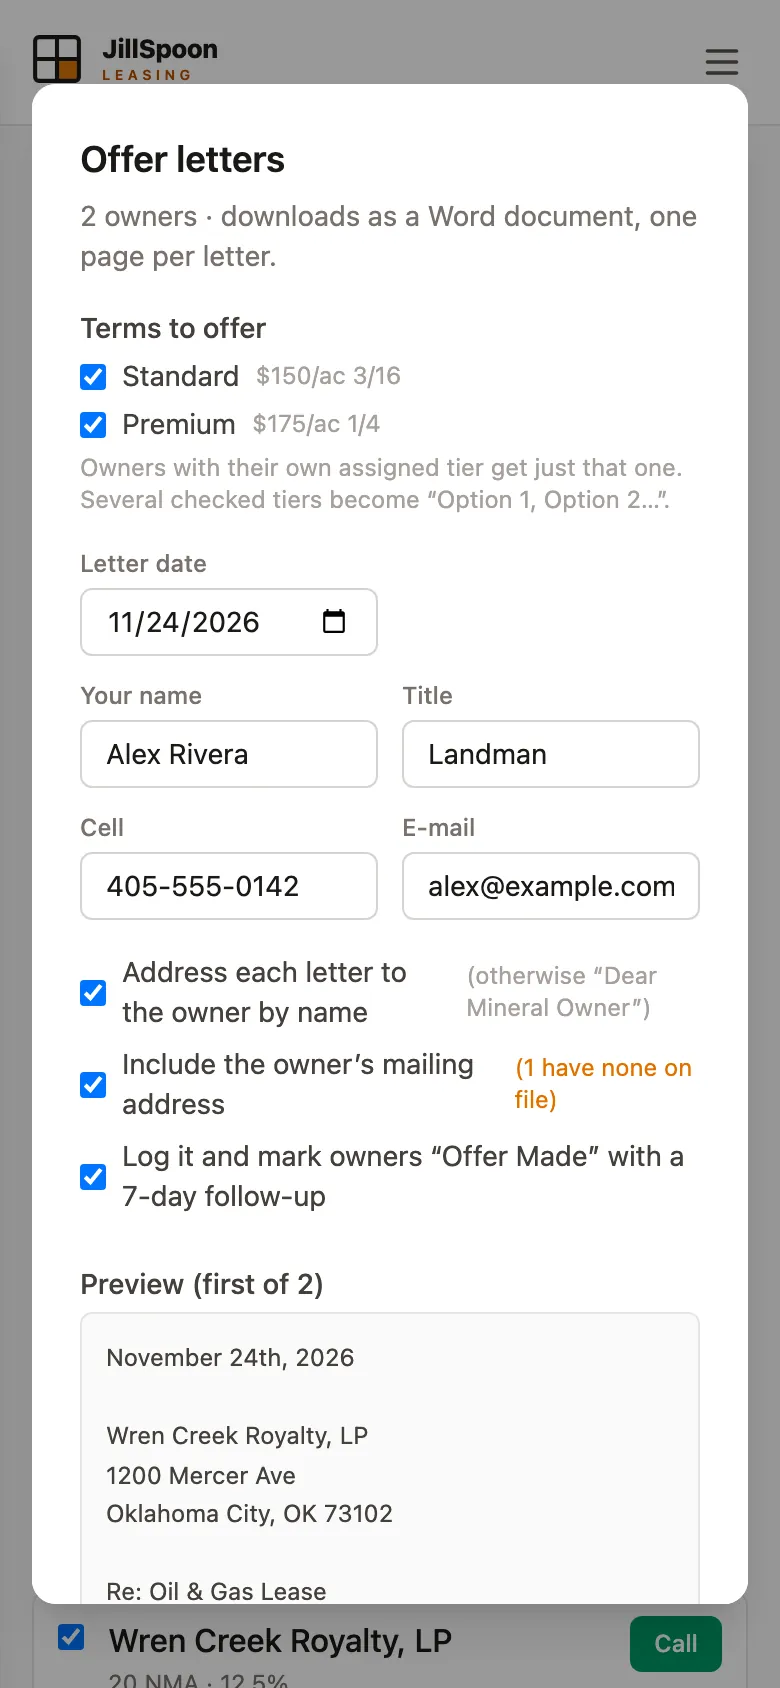 JillSpoon
LEASING
Offer letters
2 owners · downloads as a Word document, one
page per letter.
Terms to offer
Standard $150/ac 3/16
Premium $175/ac 1/4
Owners with their own assigned tier get just that one.
Several checked tiers become “Option 1, Option 2…”.
Letter date
11/24/2026
Your name
Title
Alex Rivera
Landman
Cell
E-mail
405-555-0142
alex@example.com
Address each letter to
the owner by name
(otherwise “Dear
Mineral Owner”)
Include the owner’s mailing
address
(1 have none on
file)
Log it and mark owners “Offer Made” with a
7-day follow-up
Preview (first of 2)
November 24th, 2026
Wren Creek Royalty, LP
1200 Mercer Ave
Oklahoma City, OK 73102
Re: Oil & Gas Lease
Wren Creek Royalty, LP
Call
20 NMA · 12.5%